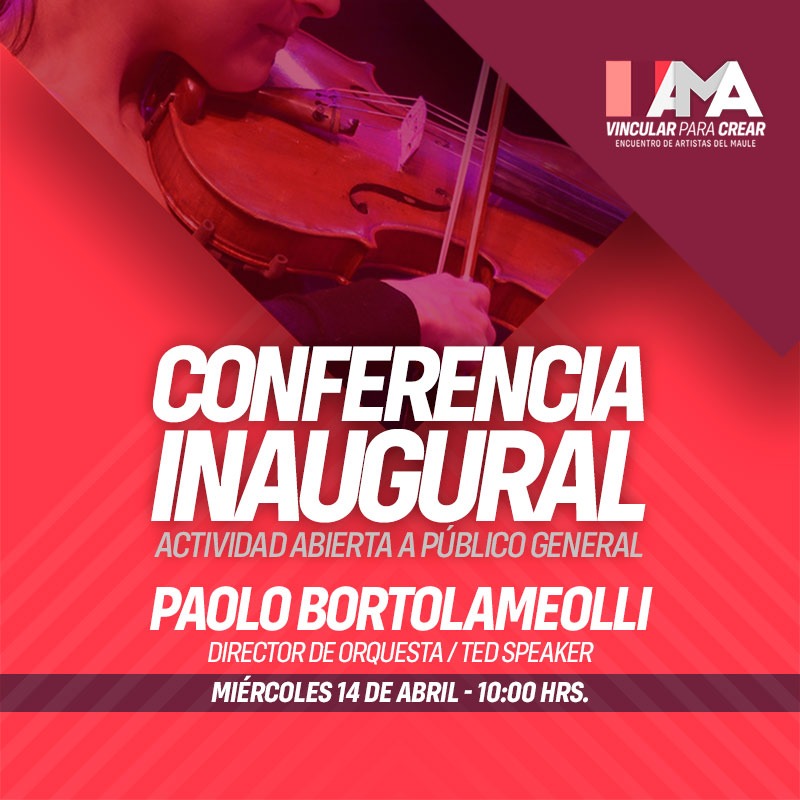 AMA
VINCULAR PARA CREAR
ENCUENTRO DE ARTISTAS DEL MAULE
CONFERENCIA
INAUGURAL
ACTIVIDAD ABIERTA A PÚBLICO GENERAL
PAOLO BORTOLAMEOLLI
DIRECTOR DE ORQUESTA / TED SPEAKER
MIÉRCOLES 14 DE ABRIL - 10:00 HRS.